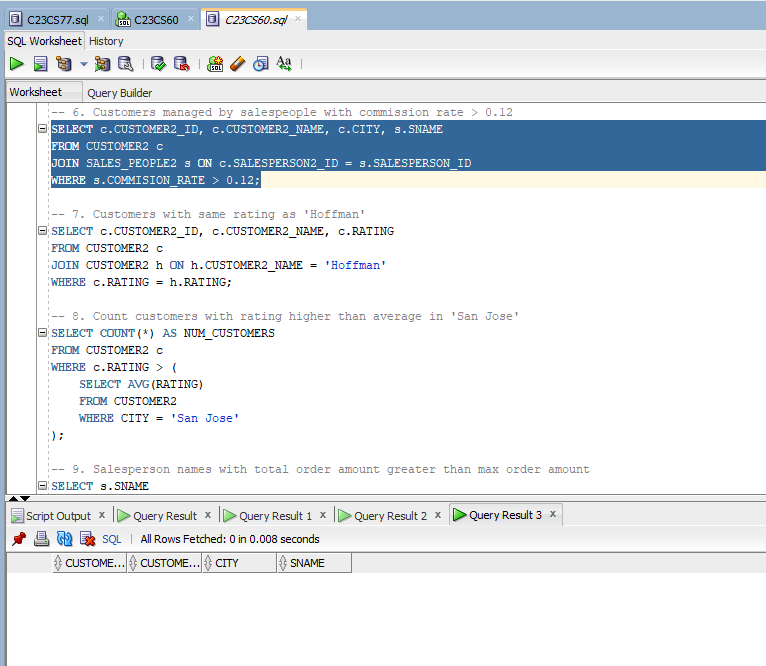 C23CS77.sql
C23CS60
C23CS60.sql
SQL Worksheet History
Worksheet Query Builder
-- 6. Customers managed by salespeople with commission rate > 0.12
SELECT c.CUSTOMER2_ID, c.CUSTOMER2_NAME, c.CITY, s.SNAME
FROM CUSTOMER2 c
JOIN SALES_PEOPLE2 s ON c.SALESPERSON2_ID = s.SALESPERSON_ID
WHERE s.COMMISION_RATE > 0.12;
-- 7. Customers with same rating as 'Hoffman'
SELECT c.CUSTOMER2_ID, c.CUSTOMER2_NAME, c.RATING
FROM CUSTOMER2 c
JOIN CUSTOMER2 h ON h.CUSTOMER2_NAME = 'Hoffman'
WHERE c.RATING = h.RATING;
-- 8. Count customers with rating higher than average in 'San Jose'
SELECT COUNT(*) AS NUM_CUSTOMERS
FROM CUSTOMER2 c
WHERE c.RATING > (
SELECT AVG(RATING)
FROM CUSTOMER2
WHERE CITY = 'San Jose'
);
-- 9. Salesperson names with total order amount greater than max order amount
SELECT s.SNAME
Script Output x Query Result x Query Result 1 x Query Result 2 x Query Result 3 x
SQL All Rows Fetched: 0 in 0.008 seconds
CUSTOME... CUSTOME... CITY SNAME